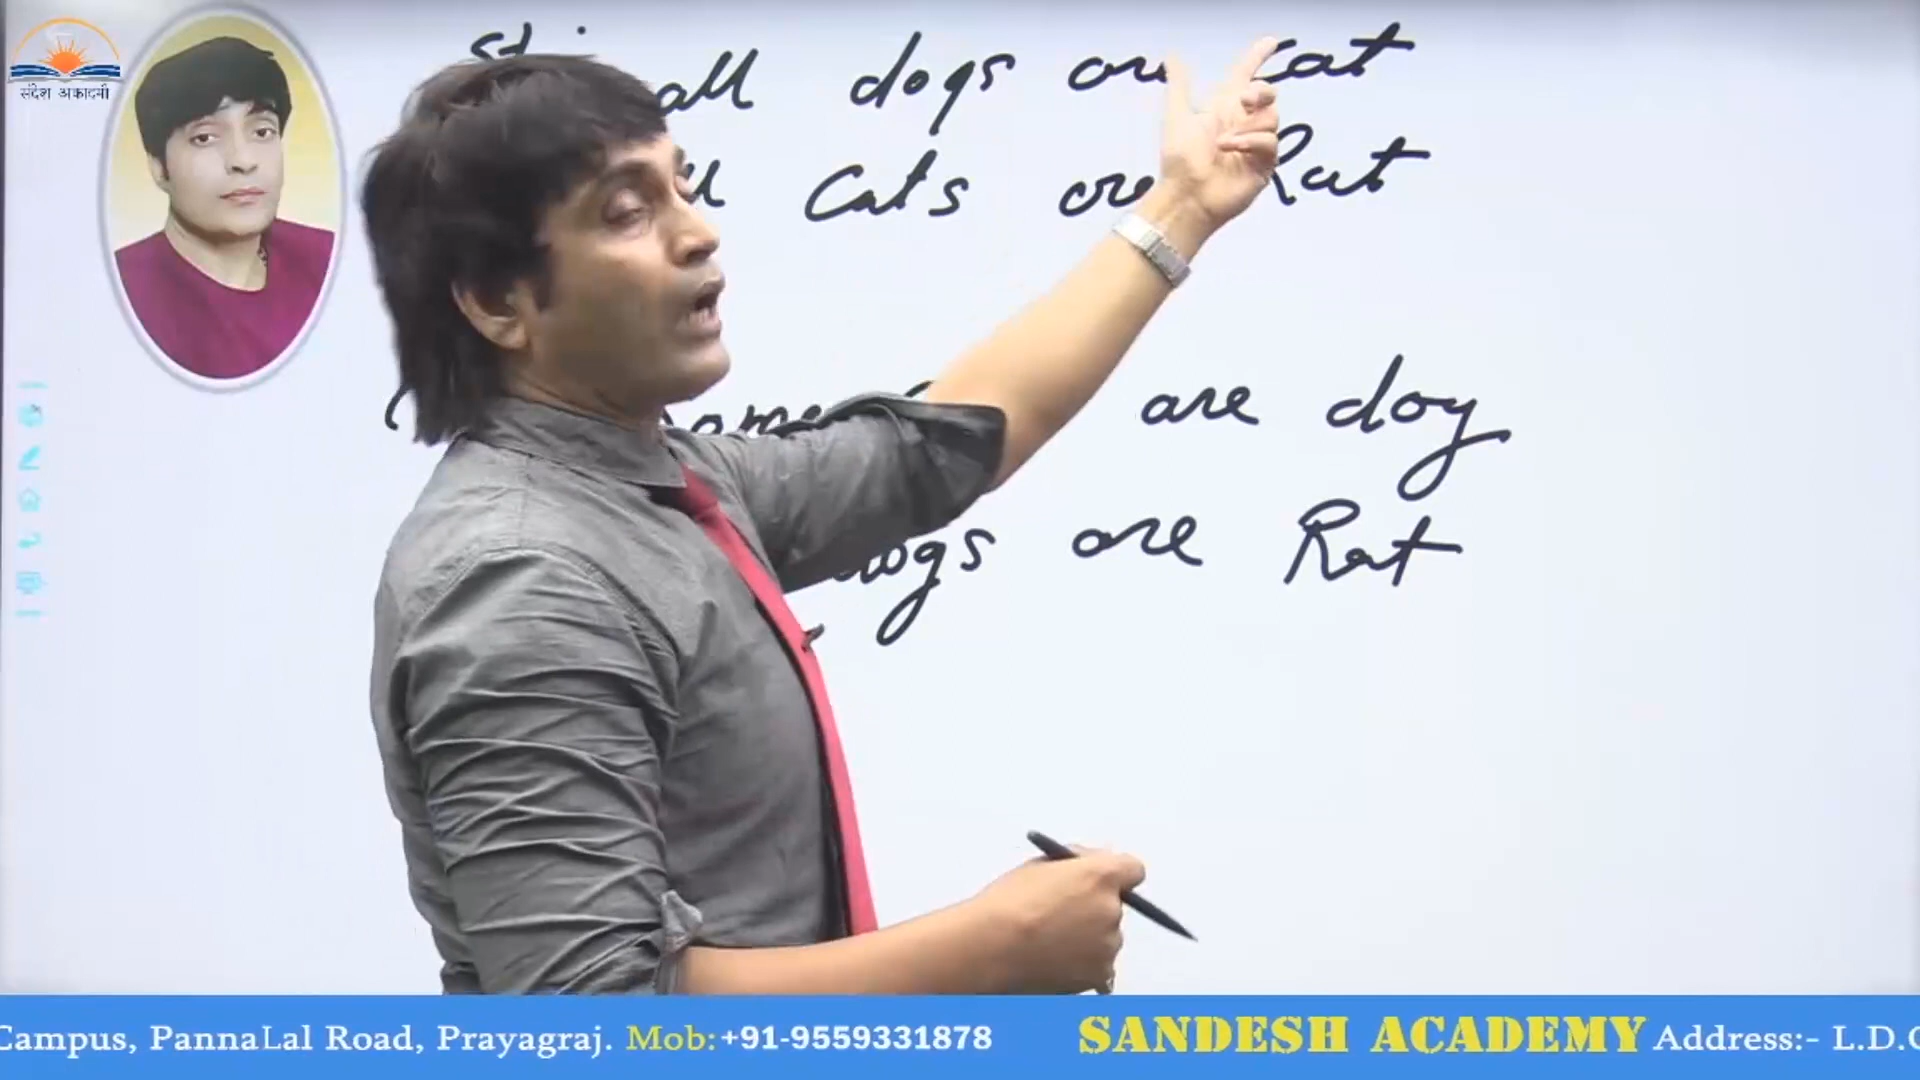 संदेश अकादमी
all dogs are cat
Cats are Rat
are dog
dogs are Rat
Campus, PannaLal Road, Prayagraj. Mob:+91-9559331878 SANDESH ACADEMY Address:- L.D.C